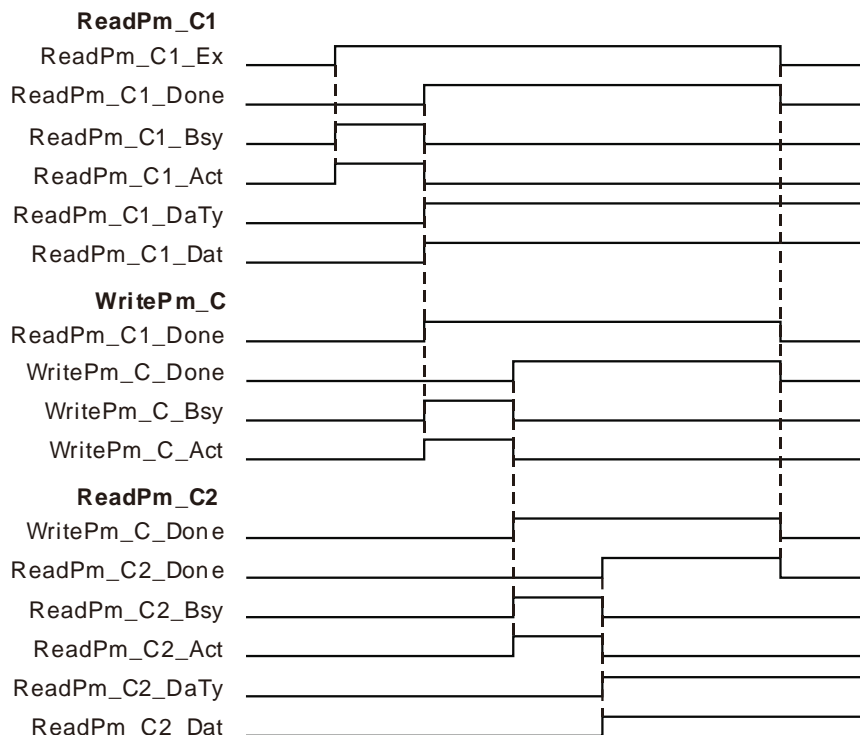 ReadPm_C1
ReadPm_C1_Ex
ReadPm_C1_Done
ReadPm_C1_Bsy
ReadPm_C1_Act
ReadPm_C1_DaTy
ReadPm_C1_Dat
WritePm_C
ReadPm_C1_Done
WritePm_C_Done
WritePm_C_Bsy
WritePm_C_Act
ReadPm_C2
WritePm_C_Done
ReadPm_C2_Done
ReadPm_C2_Bsy
ReadPm_C2_Act
ReadPm_C2_DaTy
ReadPm_C2_Dat